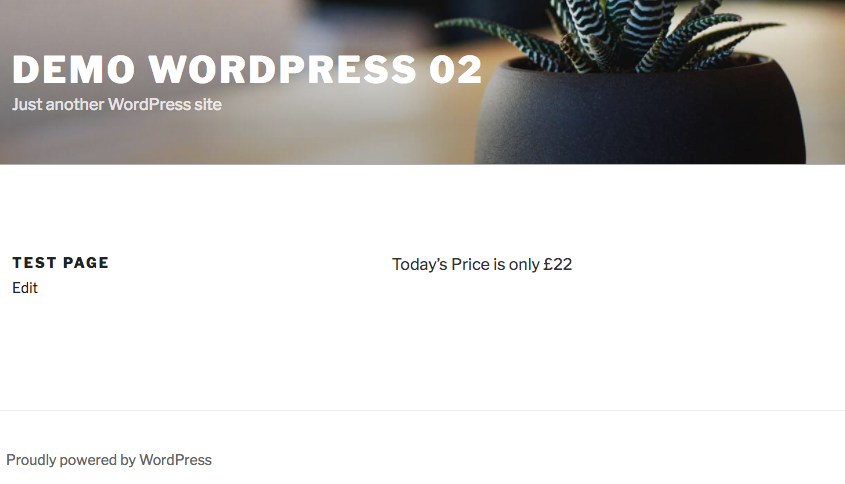 DEMO WORDPRESS 02
Just another WordPress site
TEST PAGE
Edit
Today's Price is only £22
Proudly powered by WordPress